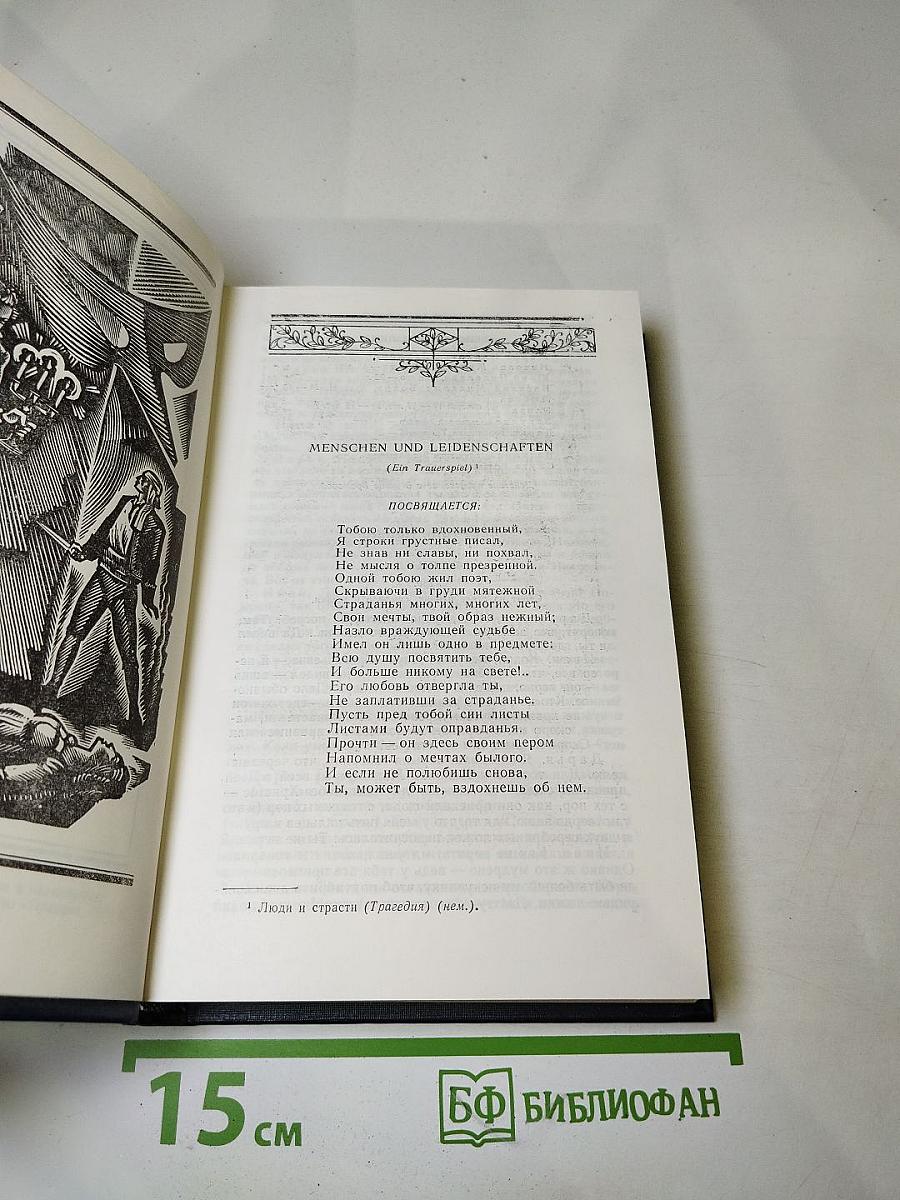 MENSCHEN UND LEIDENSCHAFTEN
(Ein Trauerspiel) ¹
ПОСВЯЩАЕТСЯ:
Тобою только вдохновенный,
Я строки грустные писал,
Не знав ни славы, ни похвал,
Не мысля о толпе презренной.
Одной тобою жил поэт,
Скрываючи в груди мятежной
Страданья многих, многих лет,
Свои мечты, твой образ нежный;
Назло враждующей судьбе
Имел он лишь одно в предмете:
Всю душу посвятить тебе,
И больше никому на свете!..
Его любовь отвергла ты,
Не заплативши за страданье.
Пусть пред тобой сии листы
Листами будут оправданья.
Прочти — он здесь своим пером
Напомнил о мечтах былого.
И если не полюбишь снова,
Ты, может быть, вздохнешь об нем.
¹ Люди и страсти (Трагедия) (нем.).
15 см
БФ БИБЛИОФАН